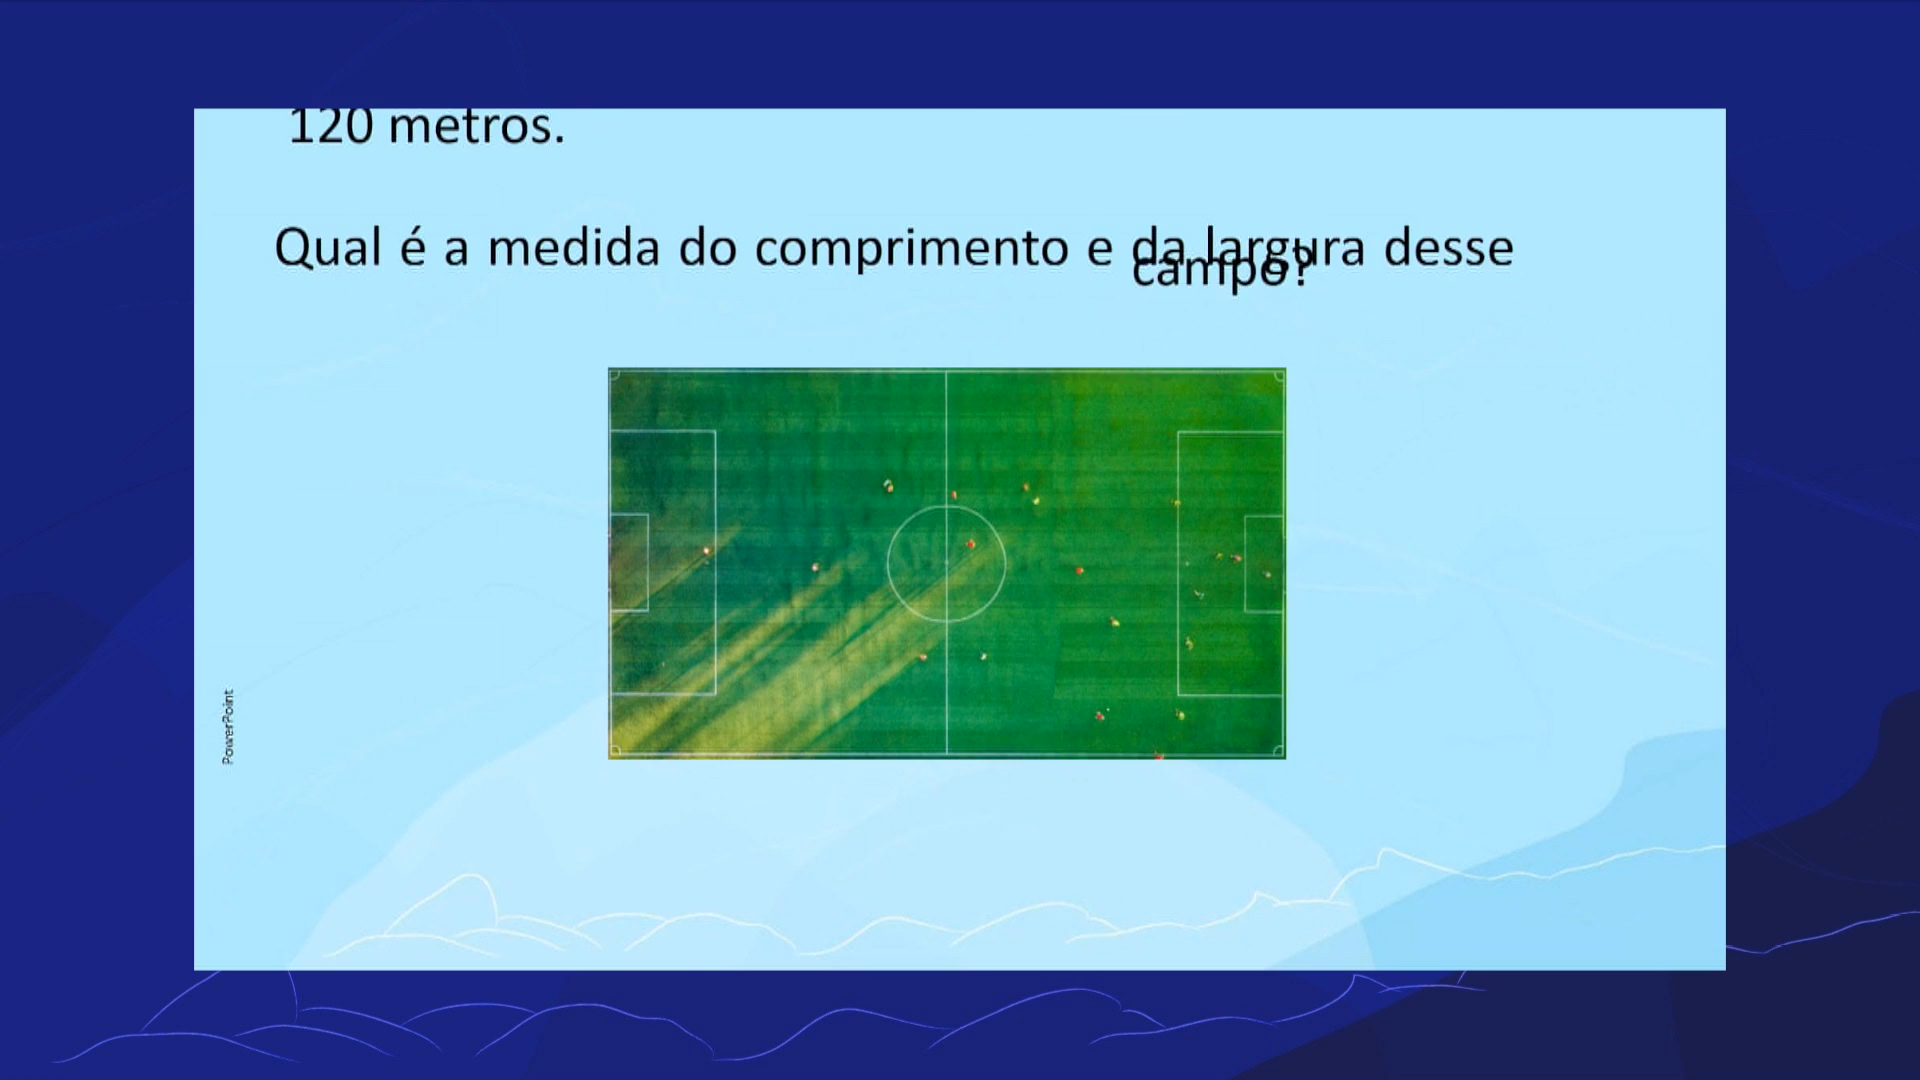 120 metros.
Qual é a medida do comprimento e da largura desse
campo?
PowerPoint